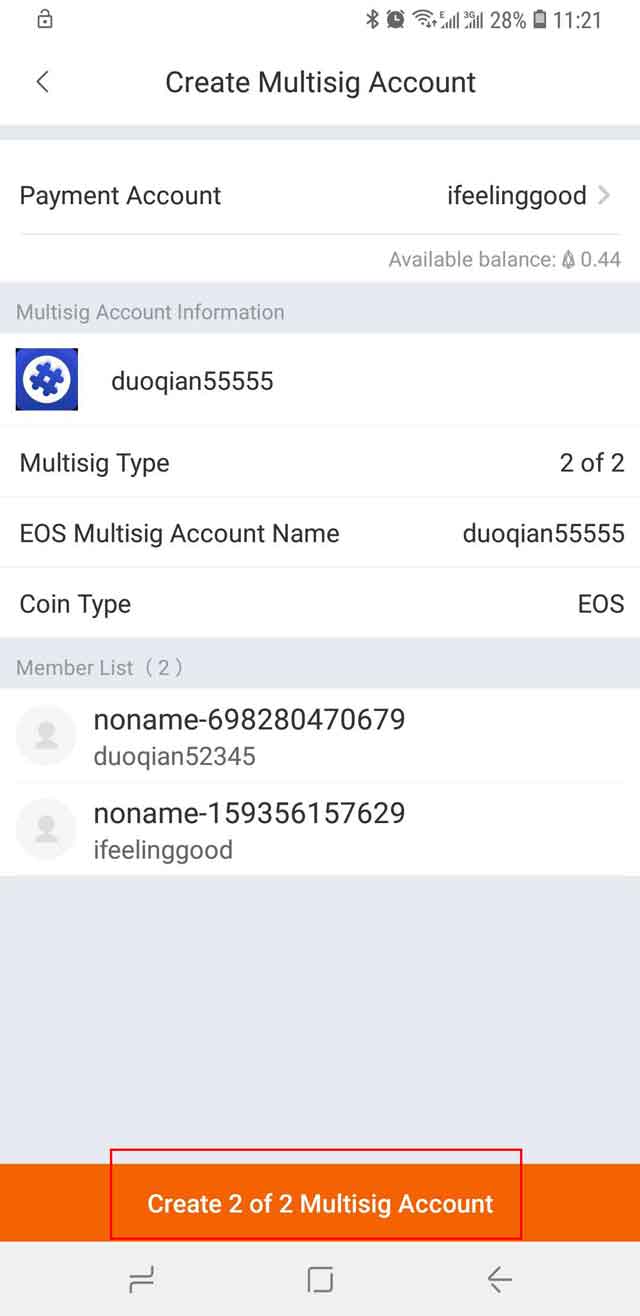 E 3G 28% 11:21
Create Multisig Account
Payment Account ifeelinggood
Available balance: 0.44
Multisig Account Information
duoqian55555
Multisig Type 2 of 2
EOS Multisig Account Name duoqian55555
Coin Type EOS
Member List（2）
noname-698280470679
duoqian52345
noname-159356157629
ifeelinggood
Create 2 of 2 Multisig Account